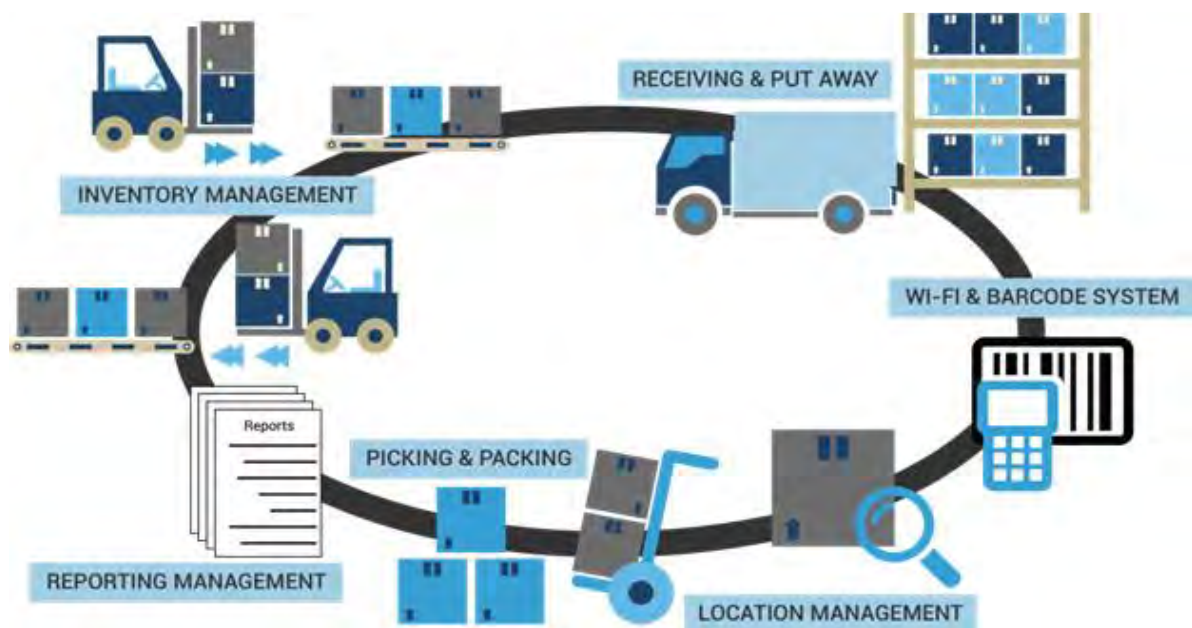 RECEIVING & PUT AWAY
INVENTORY MANAGEMENT
WI-FI & BARCODE SYSTEM
Reports
PICKING & PACKING
REPORTING MANAGEMENT
LOCATION MANAGEMENT